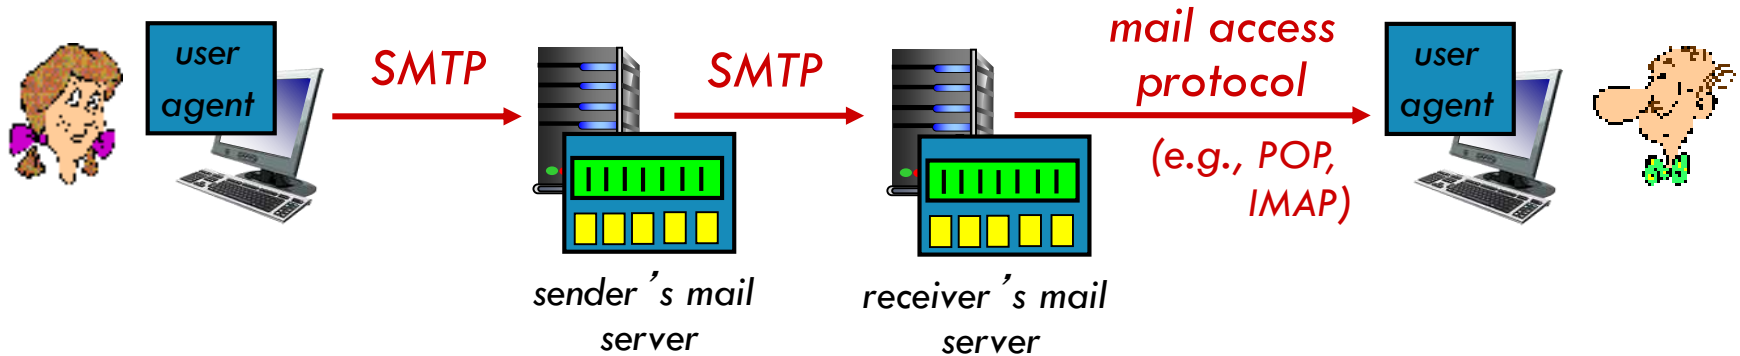 user
agent
SMTP
sender's mail
server
SMTP
receiver's mail
server
mail access
protocol
(e.g., POP,
IMAP)
user
agent